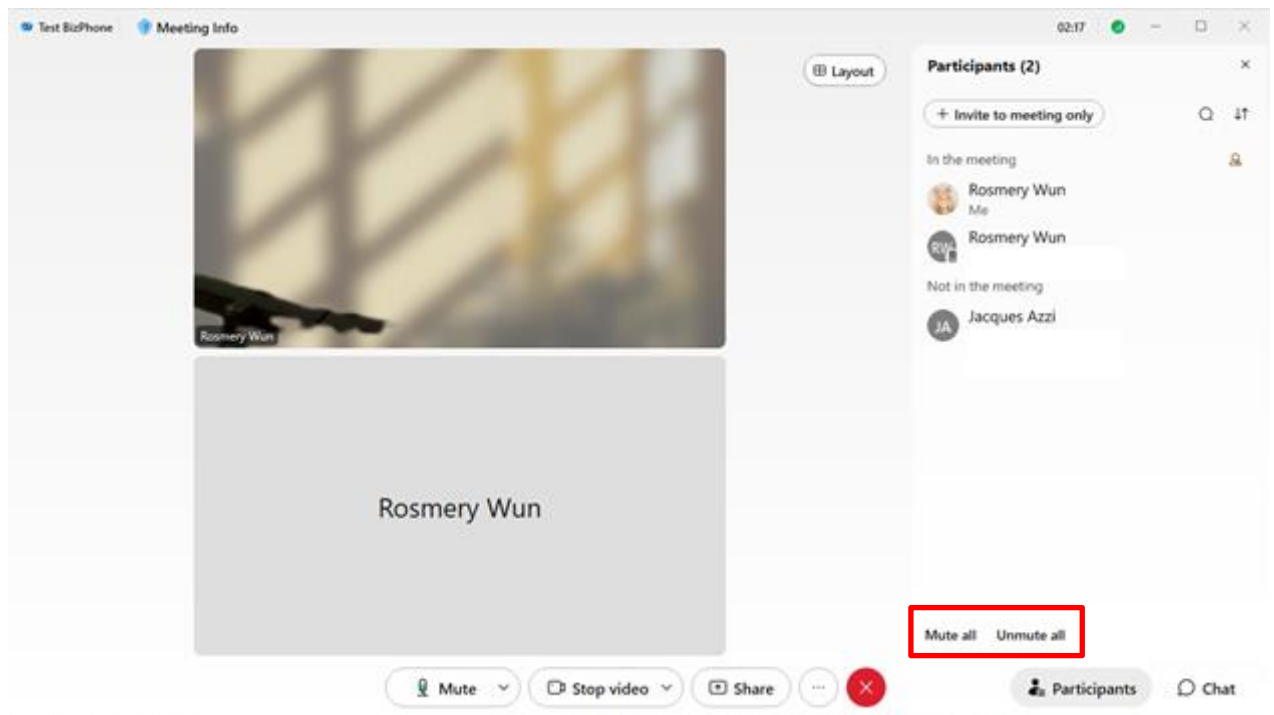 Test BizPhone
Meeting Info
02:17
Layout
Participants (2)
Invite to meeting only
In the meeting
Rosmery Wun
Me
RW
Rosmery Wun
Not in the meeting
JA
Jacques Azzi
Rosmery Wun
Rosmery Wun
Mute all Unmute all
Mute
Stop video
Share
Participants
Chat